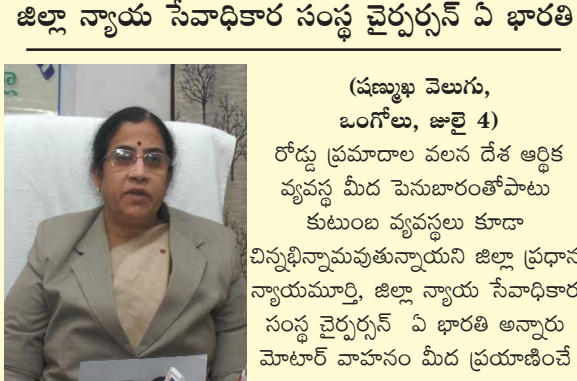 జిల్లా న్యాయ సేవాధికార సంస్థ చైర్పర్సన్ ఏ భారతి
(షణ్ముఖ వెలుగు,
ఒంగోలు, జులై 4)
రోడ్డు ప్రమాదాల వలన దేశ ఆర్థిక
వ్యవస్థ మీద పెనుబారంతోపాటు
కుటుంబ వ్యవస్థలు కూడా
చిన్నభిన్నామవుతున్నాయని జిల్లా ప్రధాన
న్యాయమూర్తి, జిల్లా న్యాయ సేవాధికార
సంస్థ చైర్పర్సన్ ఏ భారతి అన్నారు
మోటార్ వాహనం మీద ప్రయాణించే